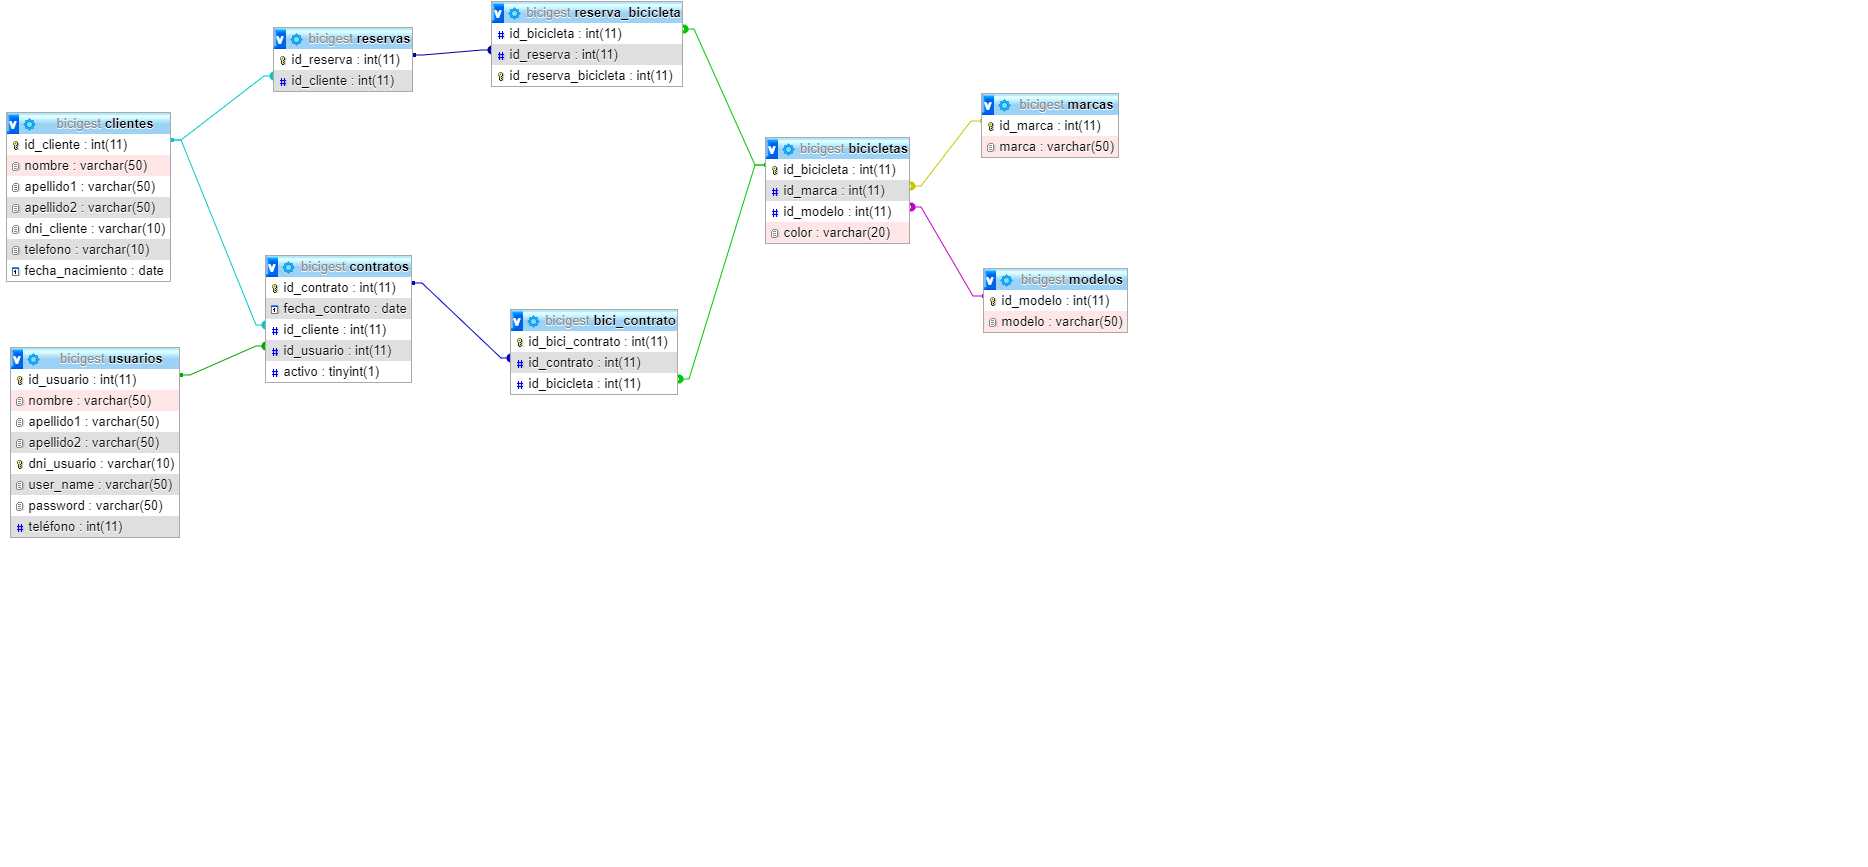 v bicigest reserva_bicicleta
id_bicicleta : int(11)
id_reserva : int(11)
id_reserva_bicicleta : int(11)
v bicigest reservas
id_reserva : int(11)
id_cliente : int(11)
v bicigest marcas
id_marca : int(11)
marca : varchar(50)
v bicigest clientes
id_cliente : int(11)
nombre : varchar(50)
apellido1 : varchar(50)
apellido2 : varchar(50)
dni_cliente : varchar(10)
telefono : varchar(10)
fecha_nacimiento : date
v bicigest bicicletas
id_bicicleta : int(11)
id_marca : int(11)
id_modelo : int(11)
color : varchar(20)
v bicigest contratos
id_contrato : int(11)
fecha_contrato : date
id_cliente : int(11)
id_usuario : int(11)
activo : tinyint(1)
v bicigest modelos
id_modelo : int(11)
modelo : varchar(50)
v bicigest bici_contrato
id_bici_contrato : int(11)
id_contrato : int(11)
id_bicicleta : int(11)
v bicigest usuarios
id_usuario : int(11)
nombre : varchar(50)
apellido1 : varchar(50)
apellido2 : varchar(50)
dni_usuario : varchar(10)
user_name : varchar(50)
password : varchar(50)
teléfono : int(11)